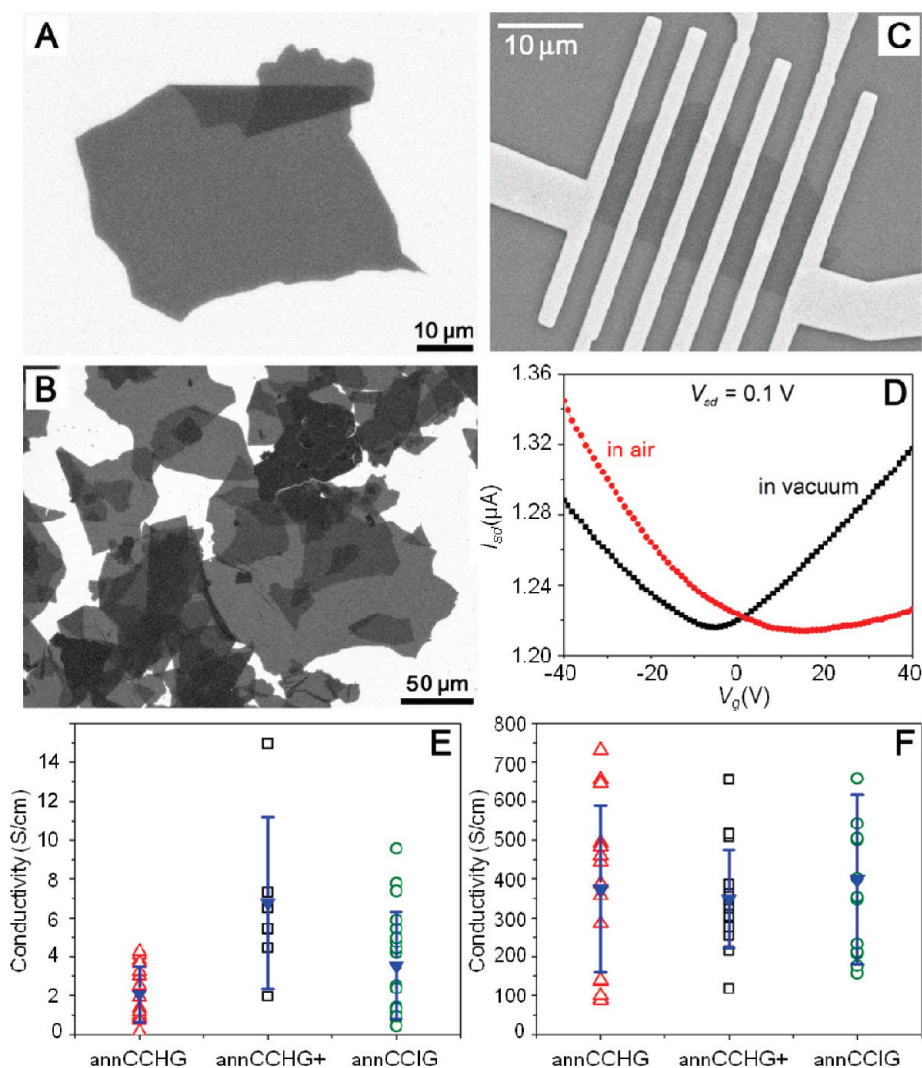 A
10 µm
10 µm
C
B
50 µm
1.36
1.32
1.28
1.24
1.20
I_sd(µA)
V_sd = 0.1 V
D
in air
in vacuum
-40
-20
0
20
40
V_g(V)
E
14
12
10
8
6
4
2
0
Conductivity (S/cm)
annCCHG
annCCHG+
annCCIG
F
800
700
600
500
400
300
200
100
0
Conductivity (S/cm)
annCCHG
annCCHG+
annCCIG